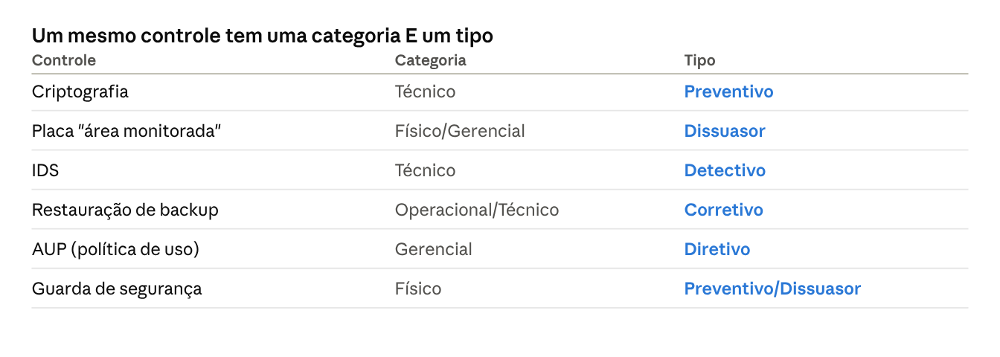 Um mesmo controle tem uma categoria E um tipo
Controle Categoria Tipo
Criptografia Técnico Preventivo
Placa "área monitorada" Físico/Gerencial Dissuasor
IDS Técnico Detectivo
Restauração de backup Operacional/Técnico Corretivo
AUP (política de uso) Gerencial Diretivo
Guarda de segurança Físico Preventivo/Dissuasor